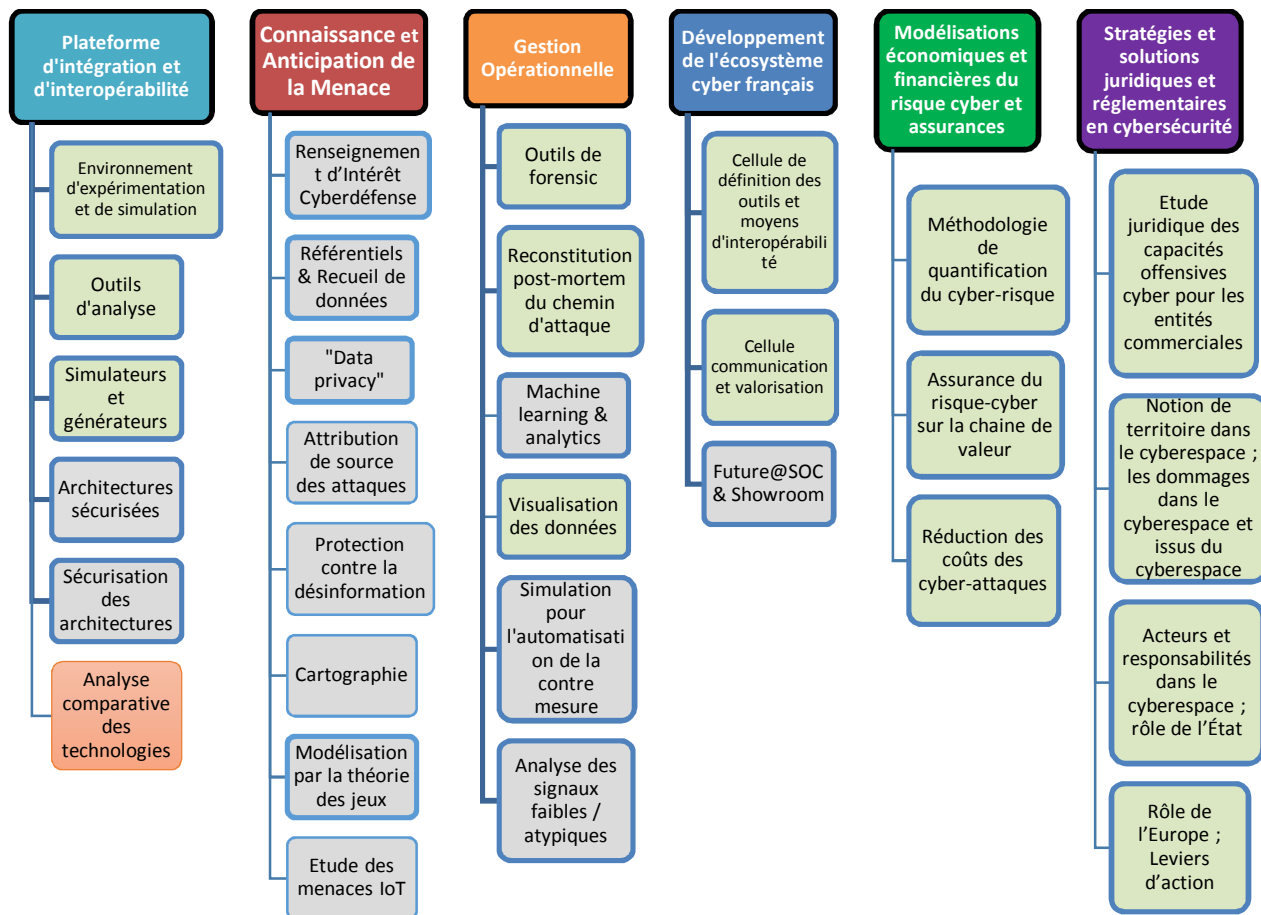 Plateforme
d'intégration et
d'interopérabilité
Environnement
d'expérimentation
et de simulation
Outils
d'analyse
Simulateurs et
générateurs
Architectures
sécurisées
Sécurisation
des
architectures
Analyse
comparative
des
technologies
Connaissance et
Anticipation de
la Menace
Renseignemen
t d’Intérêt
Cyberdéfense
Référentiels
& Recueil de
données
"Data
privacy"
Attribution
de source
des attaques
Protection
contre la
désinformation
Cartographie
Modélisation
par la théorie
des jeux
Etude des
menaces IoT
Gestion
Opérationnelle
Outils de
forensic
Reconstitution
post-mortem
du chemin
d'attaque
Machine
learning &
analytics
Visualisation
des données
Simulation
pour
l'automatisati
on de la
contre
mesure
Analyse des
signaux
faibles /
atypiques
Développement
de l'écosystème
cyber français
Cellule de
définition des
outils et
moyens
d'interopérabili
té
Cellule
communication
et valorisation
Future@SOC
& Showroom
Modélisations
économiques et
financières du
risque cyber et
assurances
Méthodologie
de
quantification
du cyber-risque
Assurance du
risque-cyber
sur la chaine de
valeur
Réduction des
coûts des
cyber-attaques
Stratégies et
solutions
juridiques et
réglementaires
en cybersécurité
Etude
juridique des
capacités
offensives
cyber pour les
entités
commerciales
Notion de
territoire dans
le cyberespace ;
les dommages
dans le
cyberespace et
issus du
cyberespace
Acteurs et
responsabilités
dans le
cyberespace ;
rôle de l’État
Rôle de
l’Europe ;
Leviers
d’action